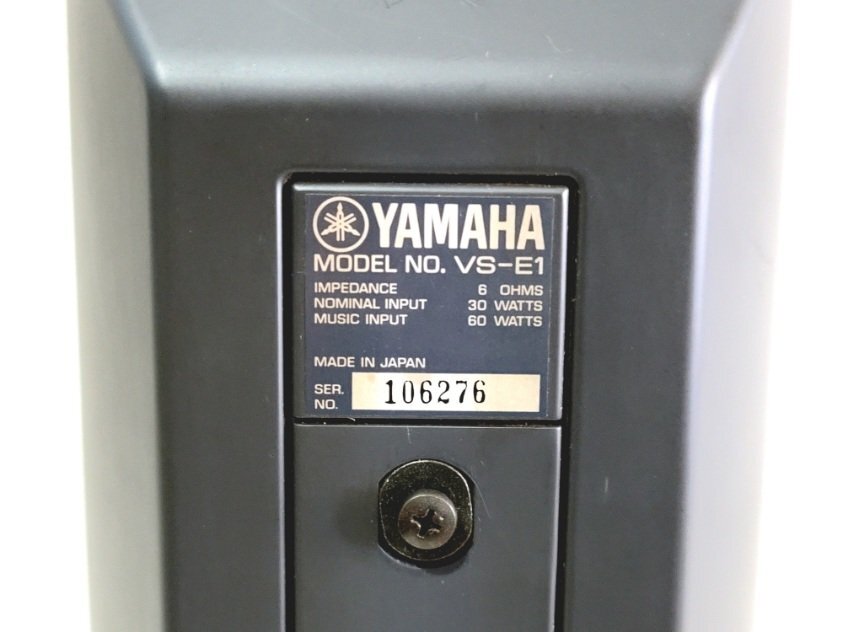 YAMAHA
MODEL NO. VS-E1
IMPEDANCE 6 OHMS
NOMINAL INPUT 30 WATTS
MUSIC INPUT 60 WATTS
MADE IN JAPAN
SER. NO. 106276